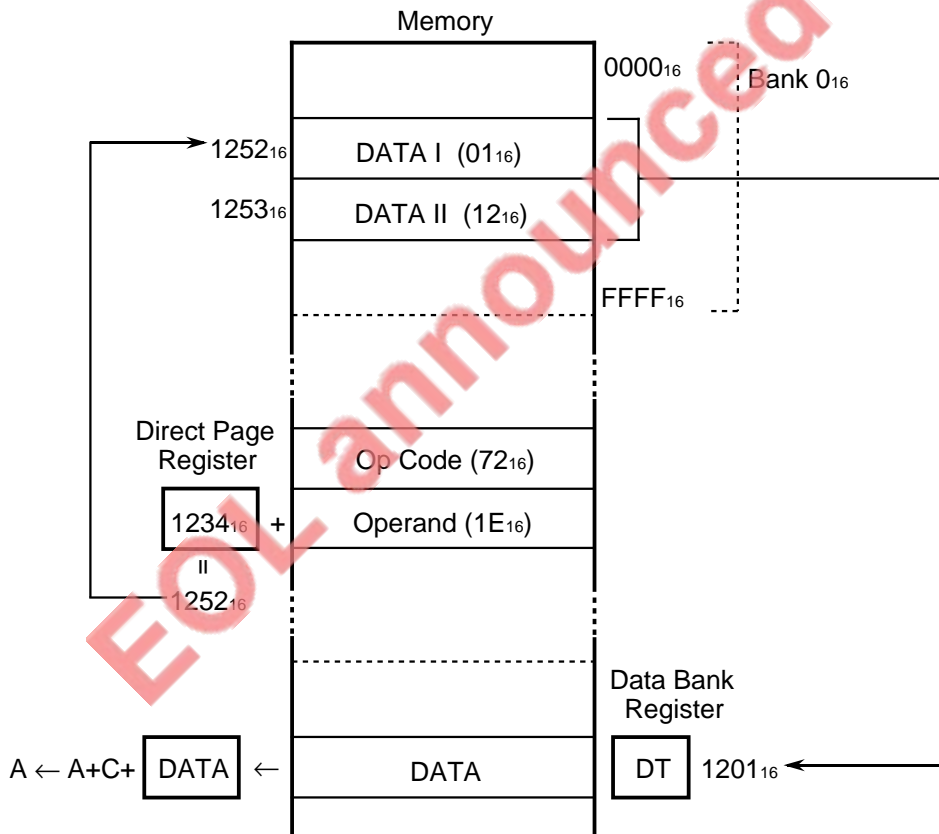 Memory
0000₁₆
Bank 0₁₆
1252₁₆
DATA I (01₁₆)
1253₁₆
DATA II (12₁₆)
FFFF₁₆
Direct Page
Register
Op Code (72₁₆)
1234₁₆ +
Operand (1E₁₆)
=
1252₁₆
Data Bank
Register
A ← A+C+ DATA ←
DATA
DT 1201₁₆
EOL announced